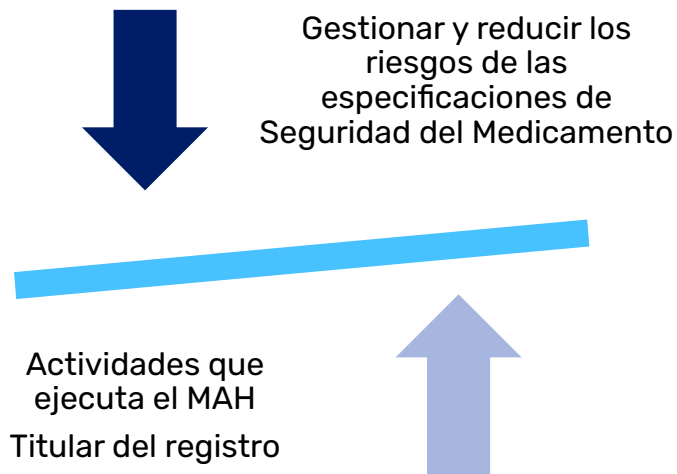 Gestionar y reducir los
riesgos de las
especificaciones de
Seguridad del Medicamento
Actividades que
ejecuta el MAH
Titular del registro